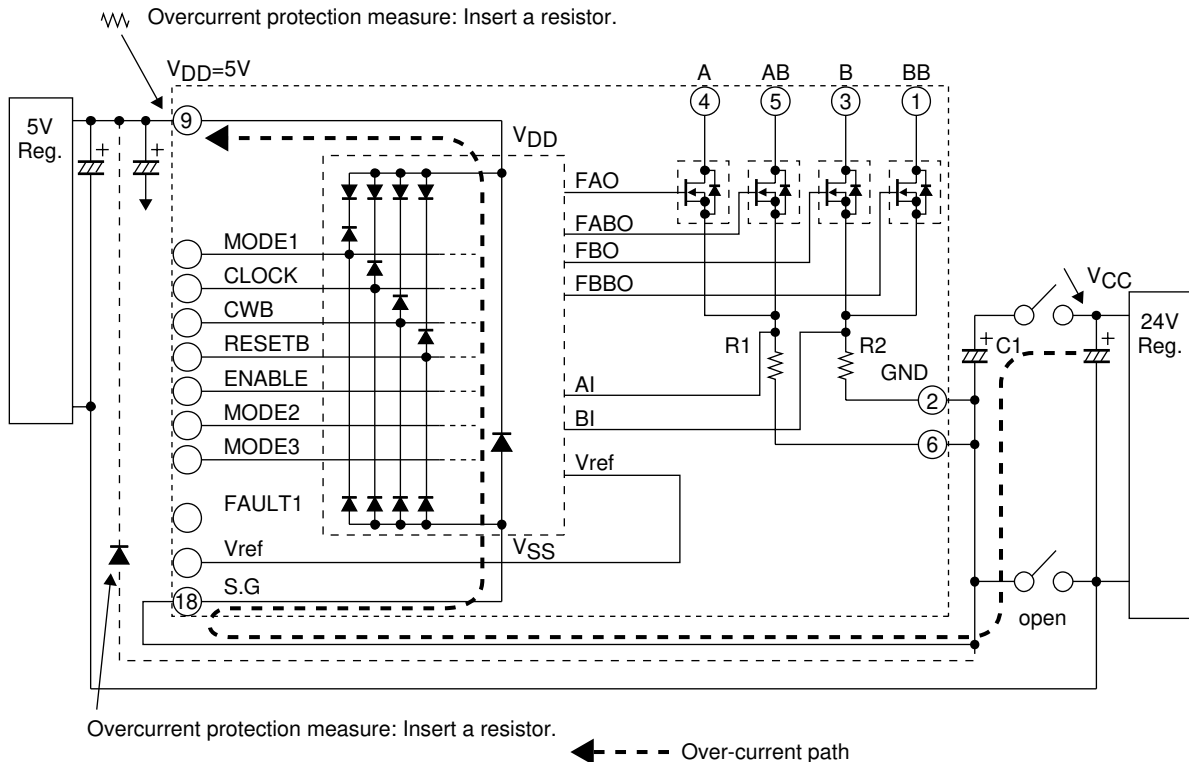 Overcurrent protection measure: Insert a resistor.
VDD=5V
A AB B BB
4 5 3 1
5V
Reg.
+ +
9
VDD
FAO
FABO
FBO
FBBO
MODE1
CLOCK
CWB
RESETB
ENABLE
MODE2
MODE3
FAULT1
Vref
S.G
18
R1 R2
AI
BI
Vref
VSS
GND
2
6
VCC
+ C1 +
24V
Reg.
open
Overcurrent protection measure: Insert a resistor.
Over-current path